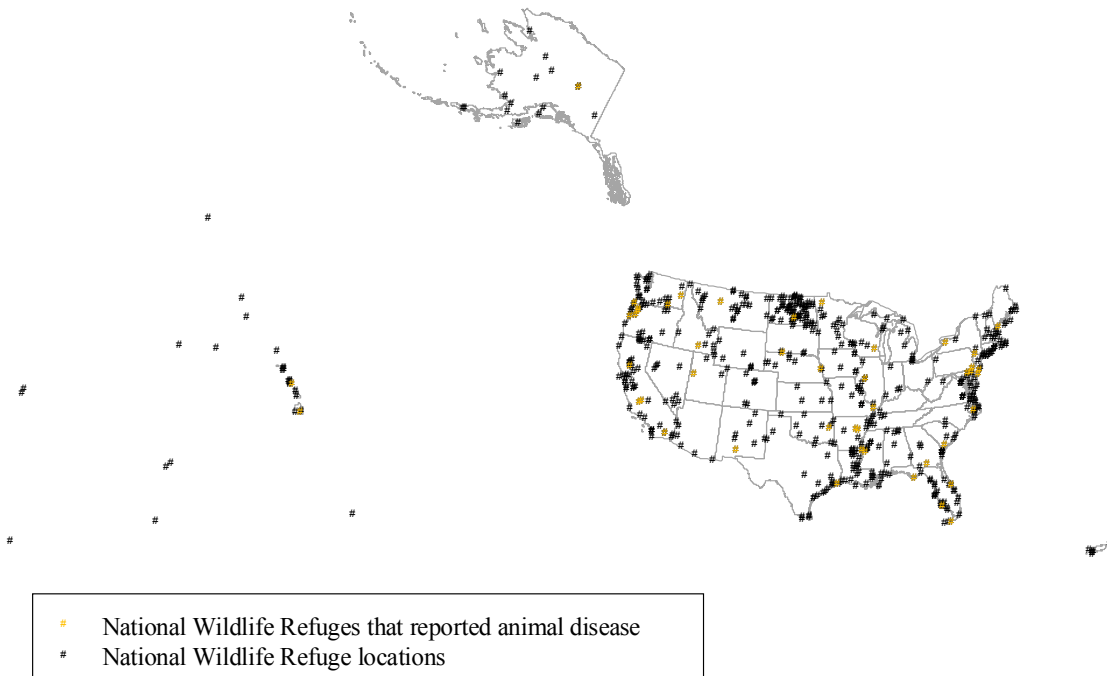 # National Wildlife Refuges that reported animal disease
# National Wildlife Refuge locations